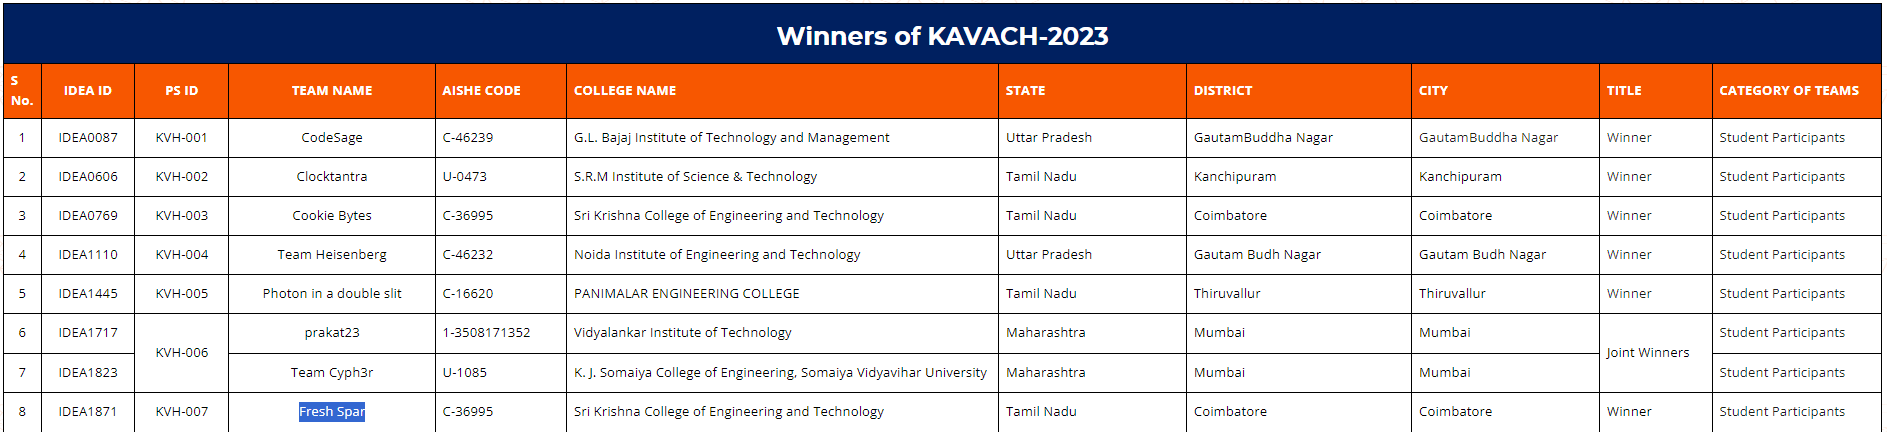 Winners of KAVACH-2023
S No. IDEA ID PS ID TEAM NAME AISHE CODE COLLEGE NAME STATE DISTRICT CITY TITLE CATEGORY OF TEAMS
1 IDEA0087 KVH-001 CodeSage C-46239 G.L. Bajaj Institute of Technology and Management Uttar Pradesh GautamBuddha Nagar GautamBuddha Nagar Winner Student Participants
2 IDEA0606 KVH-002 Clocktantra U-0473 S.R.M Institute of Science & Technology Tamil Nadu Kanchipuram Kanchipuram Winner Student Participants
3 IDEA0769 KVH-003 Cookie Bytes C-36995 Sri Krishna College of Engineering and Technology Tamil Nadu Coimbatore Coimbatore Winner Student Participants
4 IDEA1110 KVH-004 Team Heisenberg C-46232 Noida Institute of Engineering and Technology Uttar Pradesh Gautam Budh Nagar Gautam Budh Nagar Winner Student Participants
5 IDEA1445 KVH-005 Photon in a double slit C-16620 PANIMALAR ENGINEERING COLLEGE Tamil Nadu Thiruvallur Thiruvallur Winner Student Participants
6 IDEA1717 KVH-006 prakat23 1-3508171352 Vidyalankar Institute of Technology Maharashtra Mumbai Mumbai Joint Winners Student Participants
7 IDEA1823 Team Cyph3r U-1085 K. J. Somaiya College of Engineering, Somaiya Vidyavihar University Maharashtra Mumbai Mumbai Student Participants
8 IDEA1871 KVH-007 Fresh Spar C-36995 Sri Krishna College of Engineering and Technology Tamil Nadu Coimbatore Coimbatore Winner Student Participants